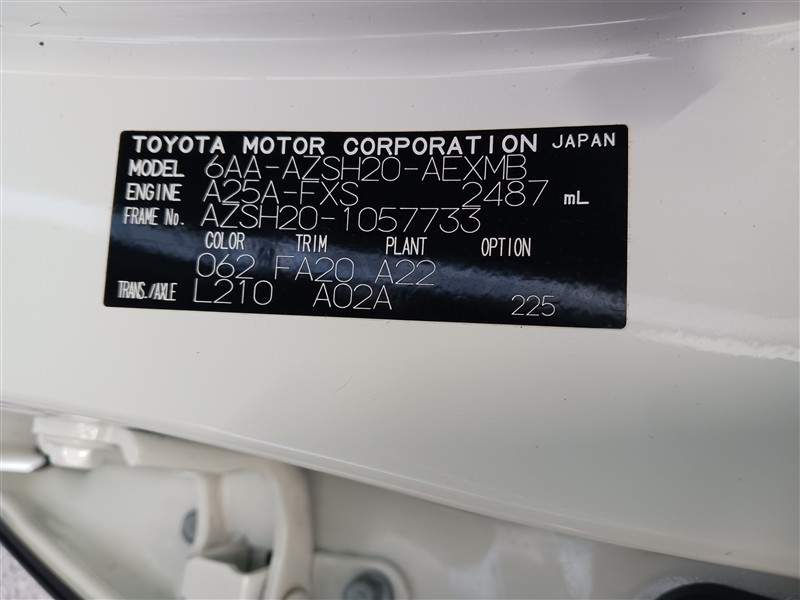 TOYOTA MOTOR CORPORATION JAPAN
MODEL 6AA-AZSH20-AEXMB
ENGINE A25A-FXS 2487 mL
FRAME No. AZSH20-1057733
COLOR TRIM PLANT OPTION
062 FA20 A22
TRANS./AXLE L210 A02A 225